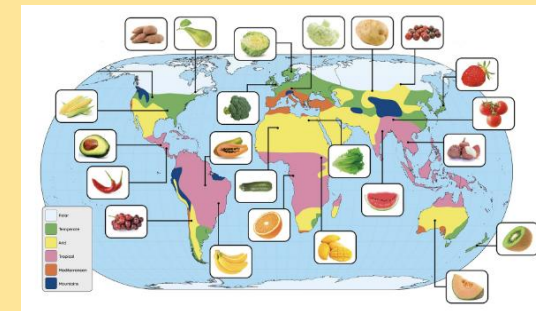 Polar
Temperate
Arid
Tropical
Mediterranean
Mountains